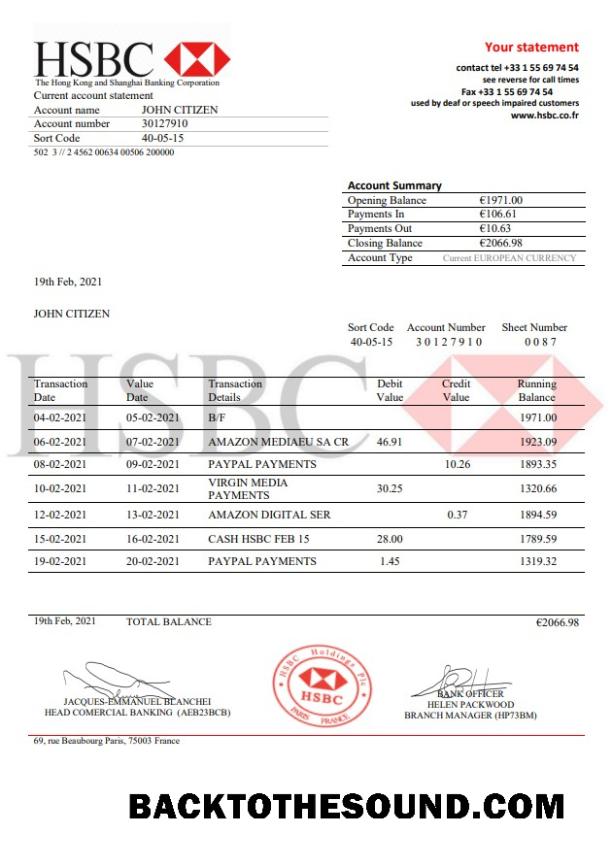 HSBC
The Hong Kong and Shanghai Banking Corporation
Current account statement
Account name JOHN CITIZEN
Account number 30127910
Sort Code 40-05-15
502 3 // 2 4562 00634 00506 200000
Your statement
contact tel +33 1 55 69 74 54
see reverse for call times
Fax +33 1 55 69 74 54
used by deaf or speech impaired customers
www.hsbc.co.fr
Account Summary
Opening Balance €1971.00
Payments In €106.61
Payments Out €10.63
Closing Balance €2066.98
Account Type Current EUROPEAN CURRENCY
19th Feb, 2021
JOHN CITIZEN
Sort Code Account Number Sheet Number
40-05-15 3 0 1 2 7 9 1 0 0 0 8 7
HSBC
Transaction Value Transaction Debit Credit Running
Date Date Details Value Value Balance
04-02-2021 05-02-2021 B/F 1971.00
06-02-2021 07-02-2021 AMAZON MEDIAEU SA CR 46.91 1923.09
08-02-2021 09-02-2021 PAYPAL PAYMENTS 10.26 1893.35
10-02-2021 11-02-2021 VIRGIN MEDIA PAYMENTS 30.25 1320.66
12-02-2021 13-02-2021 AMAZON DIGITAL SER 0.37 1894.59
15-02-2021 16-02-2021 CASH HSBC FEB 15 28.00 1789.59
19-02-2021 20-02-2021 PAYPAL PAYMENTS 1.45 1319.32
19th Feb, 2021 TOTAL BALANCE €2066.98
JACQUES-EMMANUEL BLANCHEI
HEAD COMERCIAL BANKING (AEB23BCB)
HSBC Holdings Plc
HSBC
PARIS FRANCE
BANK OFFICER
HELEN PACKWOOD
BRANCH MANAGER (HP73BM)
69, rue Beaubourg Paris, 75003 France
BACKTOTHESOUND.COM